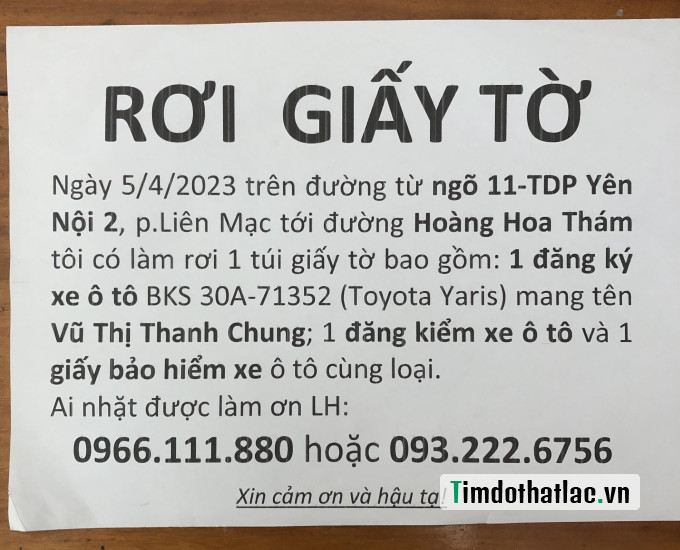 RƠI GIẤY TỜ
Ngày 5/4/2023 trên đường từ ngõ 11-TDP Yên
Nội 2, p.Liên Mạc tới đường Hoàng Hoa Thám
tôi có làm rơi 1 túi giấy tờ bao gồm: 1 đăng ký
xe ô tô BKS 30A-71352 (Toyota Yaris) mang tên
Vũ Thị Thanh Chung; 1 đăng kiểm xe ô tô và 1
giấy bảo hiểm xe ô tô cùng loại.
Ai nhặt được làm ơn LH:
0966.111.880 hoặc 093.222.6756
Xin cảm ơn và hậu tạ!
Timdothatlac.vn